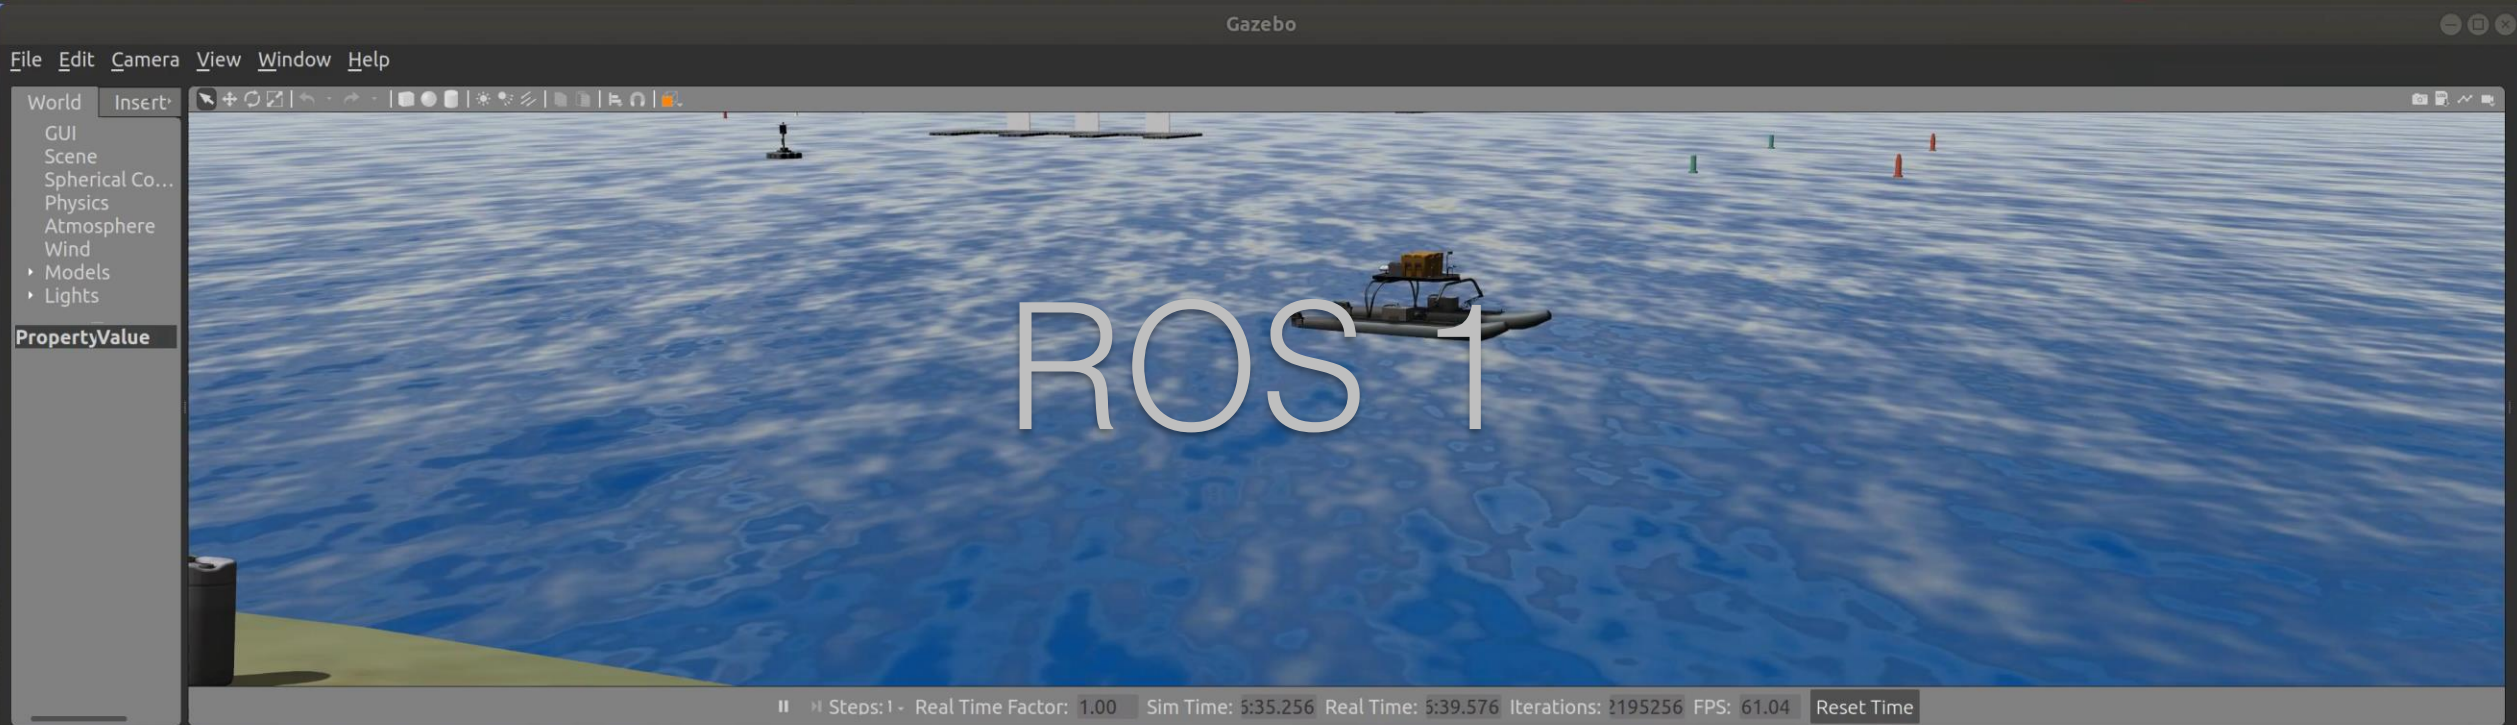 Gazebo
File Edit Camera View Window Help
World Insert
GUI
Scene
Spherical Co...
Physics
Atmosphere
Wind
Models
Lights
PropertyValue
ROS 1
Steps: 1 Real Time Factor: 1.00 Sim Time: 6:35.256 Real Time: 6:39.576 Iterations: 2195256 FPS: 61.04 Reset Time